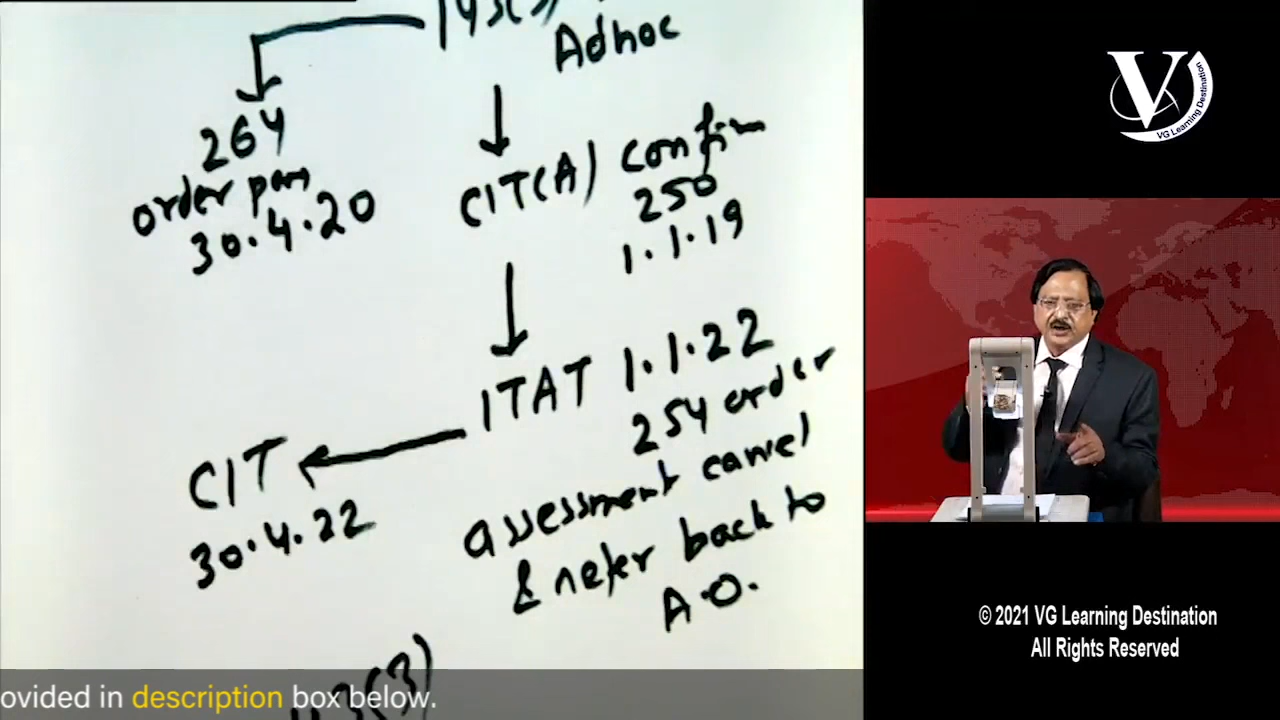 Adhoc
264
order pass
30.4.20
CIT(A) confirm
250
1.1.19
ITAT 1.1.22
254 order
assessment cancel
& refer back to
A.O.
CIT
30.4.22
V
VG Learning Destination
© 2021 VG Learning Destination
All Rights Reserved
ovided in description box below.